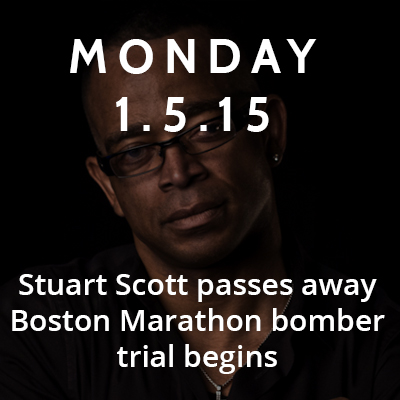 MONDAY
1.5.15
Stuart Scott passes away
Boston Marathon bomber
trial begins